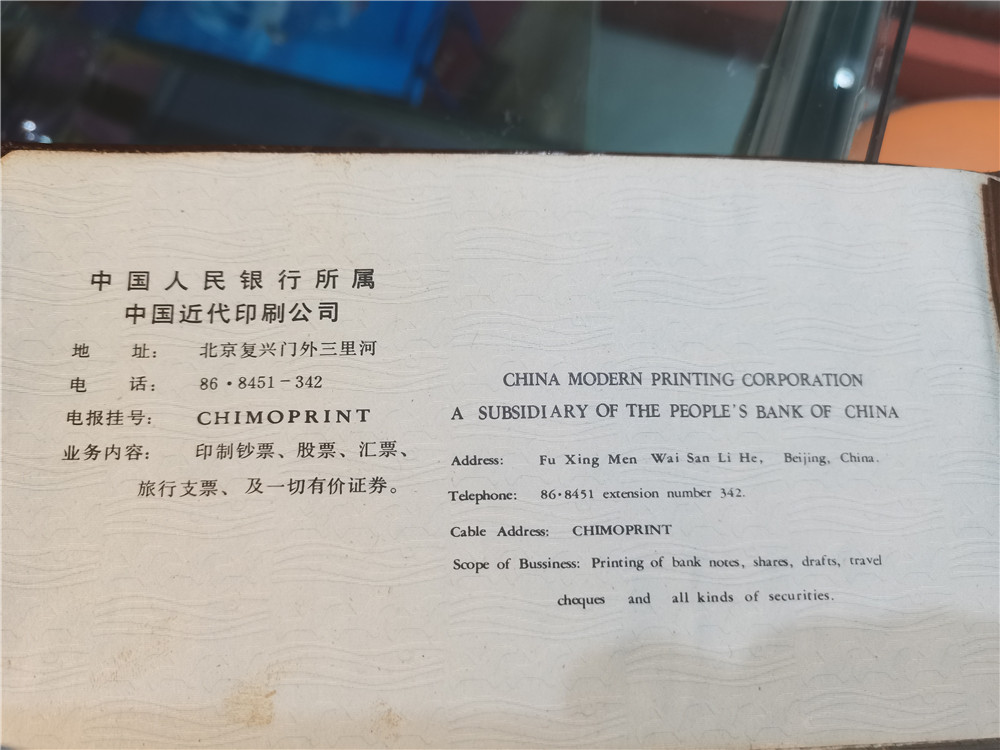 中国人民银行所属
中国近代印刷公司
地 址： 北京复兴门外三里河
电 话： 86·8451-342
电报挂号： CHIMOPRINT
业务内容： 印制钞票、股票、汇票、
旅行支票、及一切有价证券。
CHINA MODERN PRINTING CORPORATION
A SUBSIDIARY OF THE PEOPLE'S BANK OF CHINA
Address: Fu Xing Men Wai San Li He, Beijing, China.
Telephone: 86·8451 extension number 342.
Cable Address: CHIMOPRINT
Scope of Bussiness: Printing of bank notes, shares, drafts, travel
cheques and all kinds of securities.